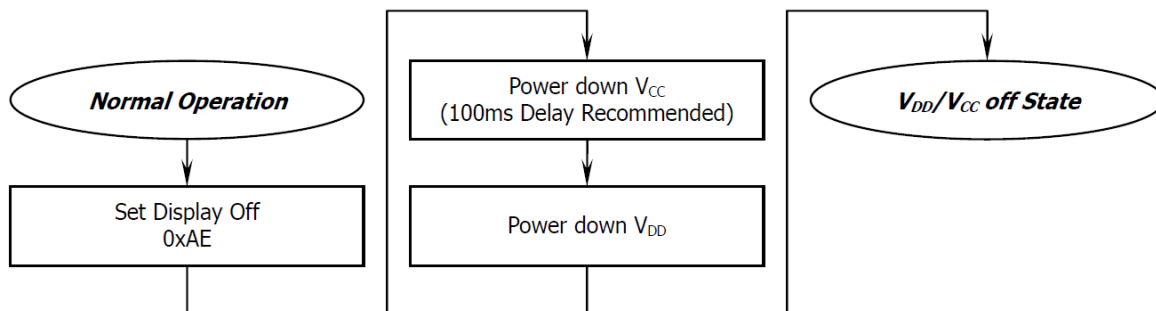 Normal Operation
Set Display Off
0xAE
Power down VCC
(100ms Delay Recommended)
Power down VDD
VDD/VCC off State